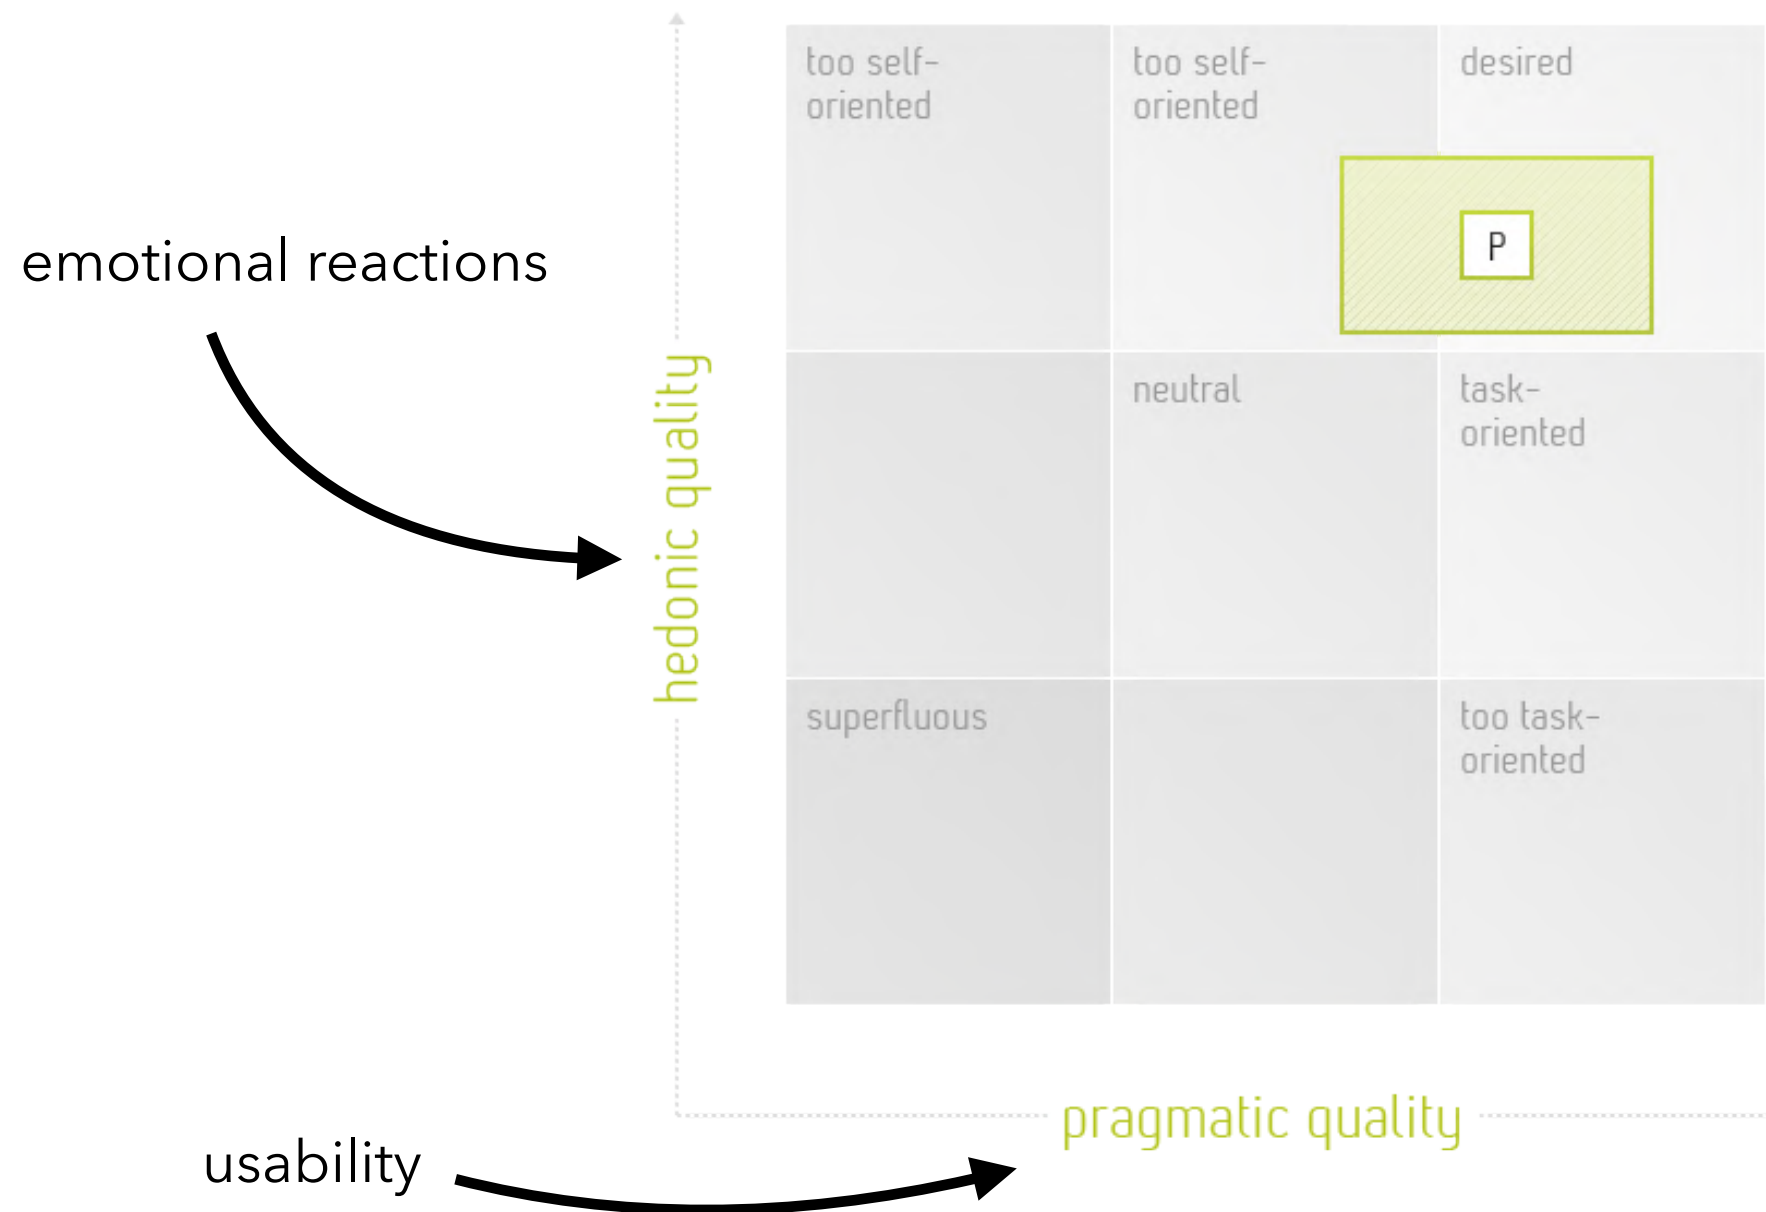 too self-
oriented
too self-
oriented
desired
P
emotional reactions
hedonic quality
neutral
task-
oriented
superfluous
too task-
oriented
pragmatic quality
usability